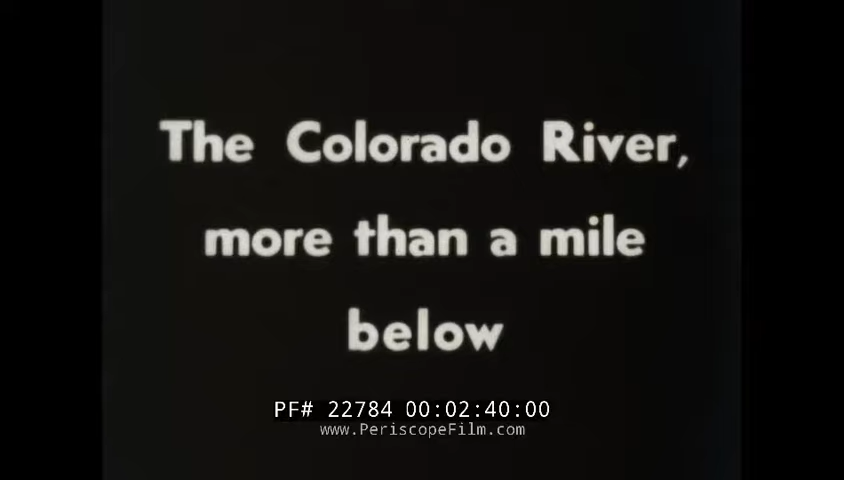 The Colorado River,
more than a mile
below
PF# 22784 00:02:40:00
www.PeriscopeFilm.com